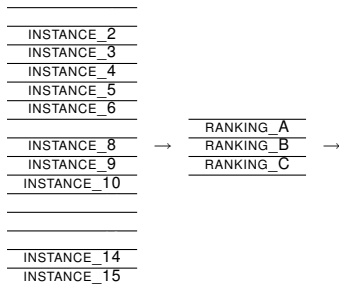 INSTANCE_2
INSTANCE_3
INSTANCE_4
INSTANCE_5
INSTANCE_6
INSTANCE_8
INSTANCE_9
INSTANCE_10
INSTANCE_14
INSTANCE_15
→
RANKING_A
RANKING_B
RANKING_C
→